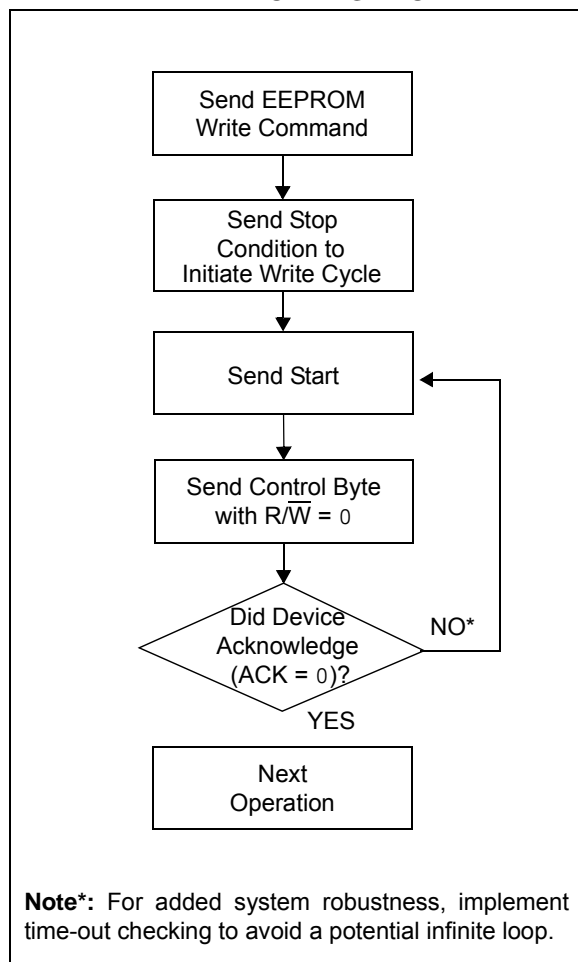 Send EEPROM
Write Command
Send Stop
Condition to
Initiate Write Cycle
Send Start
Send Control Byte
with R/W̅ = 0
Did Device
Acknowledge
(ACK = 0)?
NO*
YES
Next
Operation
Note*: For added system robustness, implement
time-out checking to avoid a potential infinite loop.